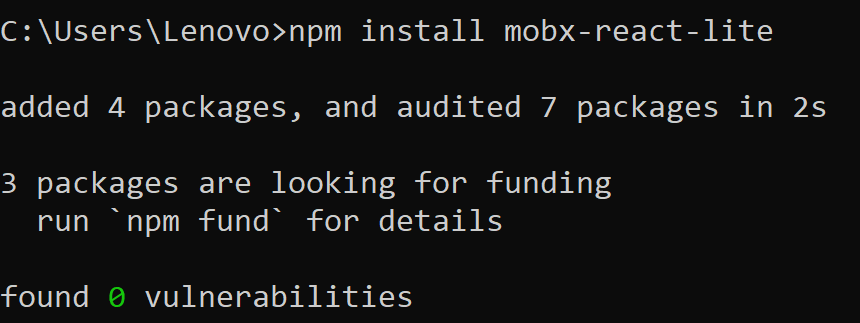 C:\Users\Lenovo>npm install mobx-react-lite
added 4 packages, and audited 7 packages in 2s
3 packages are looking for funding
  run `npm fund` for details
found 0 vulnerabilities